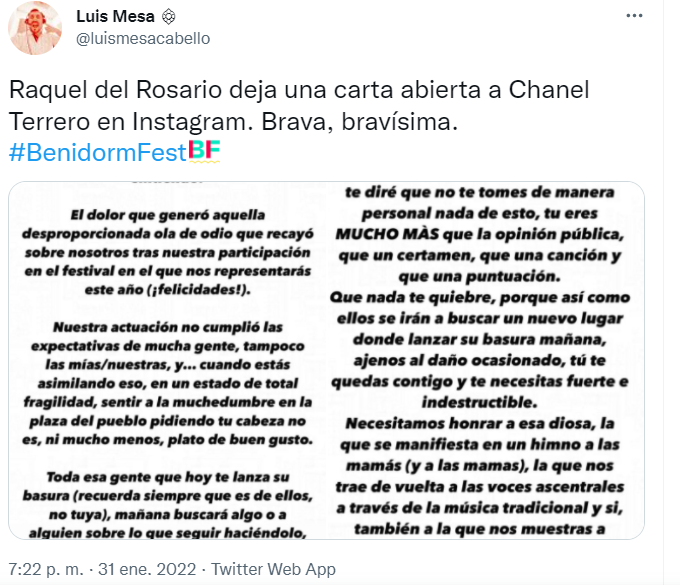 Luis Mesa
@luismesacabello
Raquel del Rosario deja una carta abierta a Chanel
Terrero en Instagram. Brava, bravísima.
#BenidormFest BF
El dolor que generó aquella
desproporcionada ola de odio que recayó
sobre nosotros tras nuestra participación
en el festival en el que nos representarás
este año (¡felicidades!).
Nuestra actuación no cumplió las
expectativas de mucha gente, tampoco
las mías/nuestras, y... cuando estás
asimilando eso, en un estado de total
fragilidad, sentir a la muchedumbre en la
plaza del pueblo pidiendo tu cabeza no
es, ni mucho menos, plato de buen gusto.
Toda esa gente que hoy te lanza su
basura (recuerda siempre que es de ellos,
no tuya), mañana buscará algo o a
alguien sobre lo que seguir haciéndolo,
te diré que no te tomes de manera
personal nada de esto, tu eres
MUCHO MÀS que la opinión pública,
que un certamen, que una canción y
que una puntuación.
Que nada te quiebre, porque así como
ellos se irán a buscar un nuevo lugar
donde lanzar su basura mañana,
ajenos al daño ocasionado, tú te
quedas contigo y te necesitas fuerte e
indestructible.
Necesitamos honrar a esa diosa, la
que se manifiesta en un himno a las
mamás (y a las mamas), la que nos
trae de vuelta a las voces ascentrales
a través de la música tradicional y si,
también a la que nos muestras a
7:22 p. m. · 31 ene. 2022 · Twitter Web App